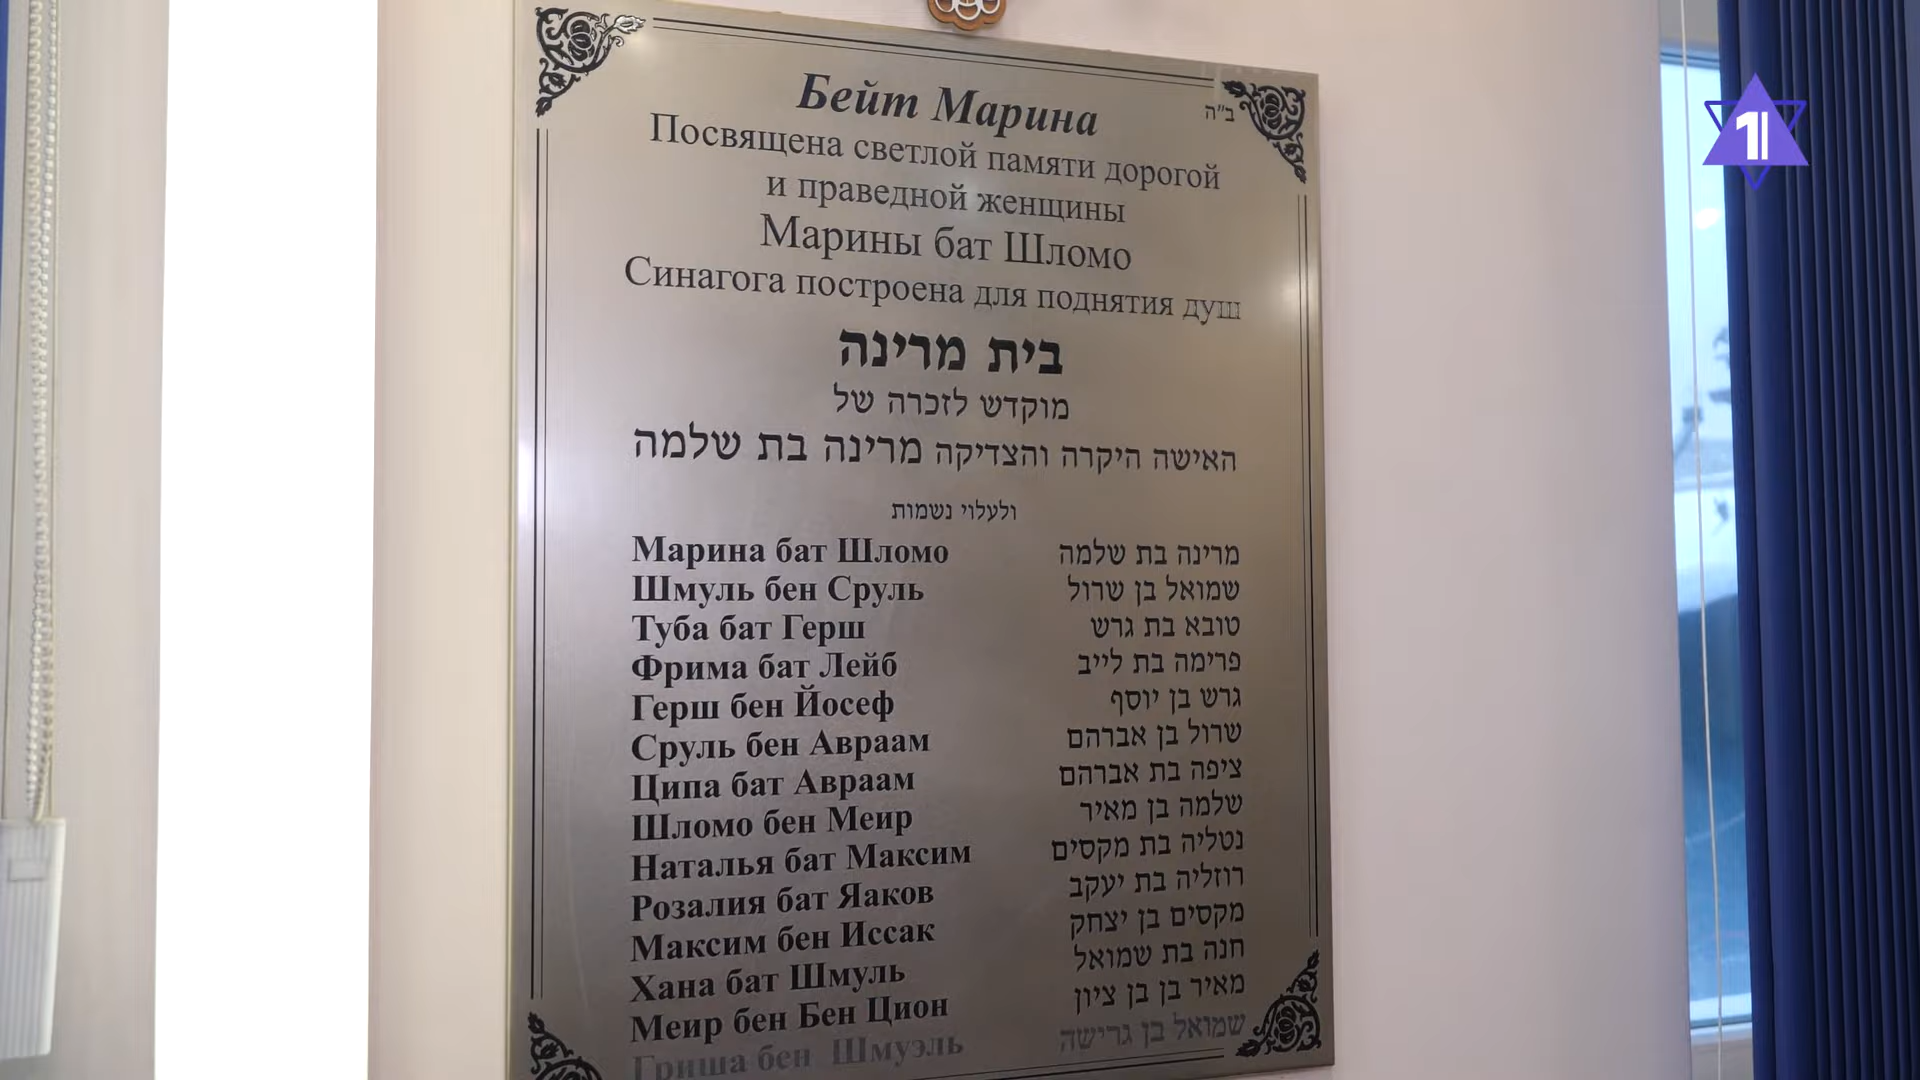 ב"ה
Бейт Марина
Посвящена светлой памяти дорогой
и праведной женщины
Марины бат Шломо
Синагога построена для поднятия душ
בית מרינה
מוקדש לזכרה של
האישה היקרה והצדיקה מרינה בת שלמה
ולעלוי נשמות
Марина бат Шломо מרינה בת שלמה
Шмуль бен Сруль שמואל בן שרול
Туба бат Герш טובא בת גרש
Фрима бат Лейб פרימה בת לייב
Герш бен Йосеф גרש בן יוסף
Сруль бен Авраам שרול בן אברהם
Ципа бат Авраам ציפה בת אברהם
Шломо бен Меир שלמה בן מאיר
Наталья бат Максим נטליה בת מקסים
Розалия бат Яаков רוזליה בת יעקב
Максим бен Иссак מקסים בן יצחק
Хана бат Шмуль חנה בת שמואל
Меир бен Бен Цион מאיר בן בן ציון
Гриша бен Шмуэль שמואל בן גרישה
1